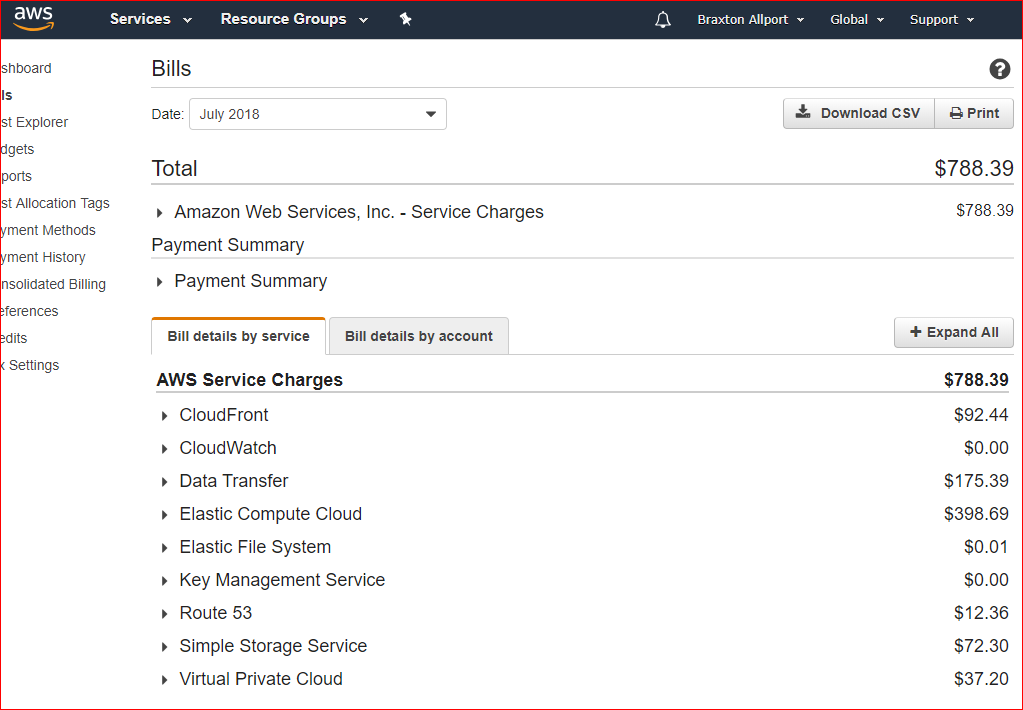 aws Services Resource Groups Braxton Allport Global Support
shboard
ls
st Explorer
dgets
ports
st Allocation Tags
yment Methods
yment History
nsolidated Billing
eferences
edits
x Settings
Bills ?
Date: July 2018 Download CSV Print
Total $788.39
Amazon Web Services, Inc. - Service Charges $788.39
Payment Summary
Payment Summary
Bill details by service Bill details by account + Expand All
AWS Service Charges $788.39
CloudFront $92.44
CloudWatch $0.00
Data Transfer $175.39
Elastic Compute Cloud $398.69
Elastic File System $0.01
Key Management Service $0.00
Route 53 $12.36
Simple Storage Service $72.30
Virtual Private Cloud $37.20